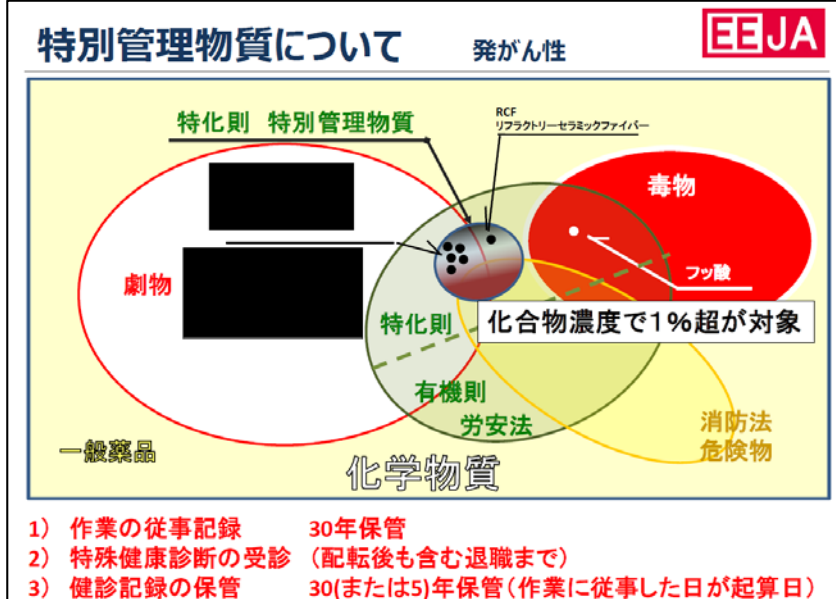 特別管理物質について 発がん性 EEJA
特化則 特別管理物質
RCF
リフラクトリーセラミックファイバー
毒物
劇物
フッ酸
化合物濃度で1%超が対象
特化則
有機則
労安法
消防法
危険物
一般薬品
化学物質
1) 作業の従事記録 30年保管
2) 特殊健康診断の受診 (配転後も含む退職まで)
3) 健診記録の保管 30(または5)年保管(作業に従事した日が起算日)